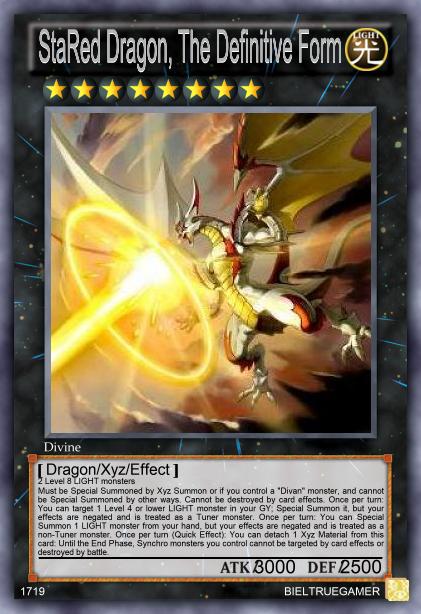 StaRed Dragon, The Definitive Form
LIGHT
光
Divine
[ Dragon/Xyz/Effect ]
2 Level 8 LIGHT monsters
Must be Special Summoned by Xyz Summon or if you control a "Divan" monster, and cannot
be Special Summoned by other ways. Cannot be destroyed by card effects. Once per turn:
You can target 1 Level 4 or lower LIGHT monster in your GY; Special Summon it, but your
effects are negated and is treated as a Tuner monster. Once per turn: You can Special
Summon 1 LIGHT monster from your hand, but your effects are negated and is treated as a
non-Tuner monster. Once per turn (Quick Effect): You can detach 1 Xyz Material from this
card: Until the End Phase, Synchro monsters you control cannot be targeted by card effects or
destroyed by battle.
ATK 3000 DEF 2500
1719 BIELTRUEGAMER